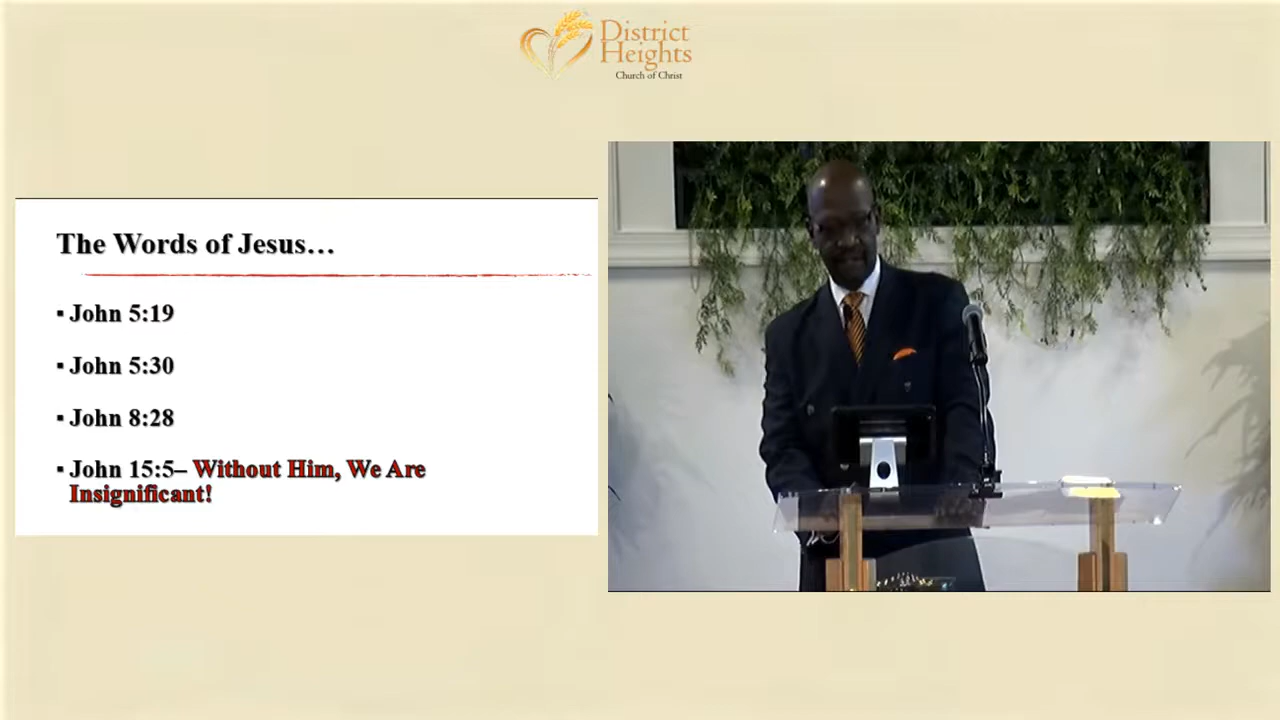 District
Heights
Church of Christ
The Words of Jesus…
▪ John 5:19
▪ John 5:30
▪ John 8:28
▪ John 15:5– Without Him, We Are
Insignificant!